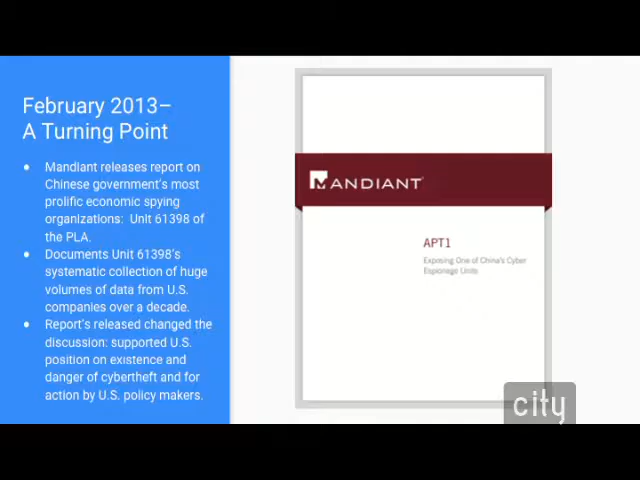 February 2013–
A Turning Point
● Mandiant releases report on
Chinese government's most
prolific economic spying
organizations: Unit 61398 of
the PLA.
● Documents Unit 61398's
systematic collection of huge
volumes of data from U.S.
companies over a decade.
● Report's released changed the
discussion: supported U.S.
position on existence and
danger of cybertheft and for
action by U.S. policy makers.
MANDIANT®
APT1
Exposing One of China's Cyber
Espionage Units
city